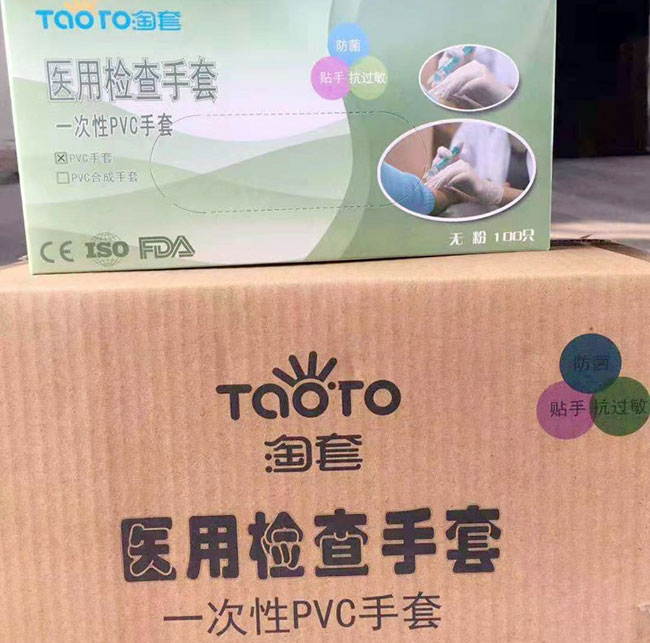 TAOTO淘套
防菌
贴手 抗过敏
医用检查手套
一次性PVC手套
☒PVC手套
☐PVC合成手套
CE ISO FDA
无 粉 100只
TAOTO
淘套
防菌
贴手 抗过敏
医用检查手套
一次性PVC手套